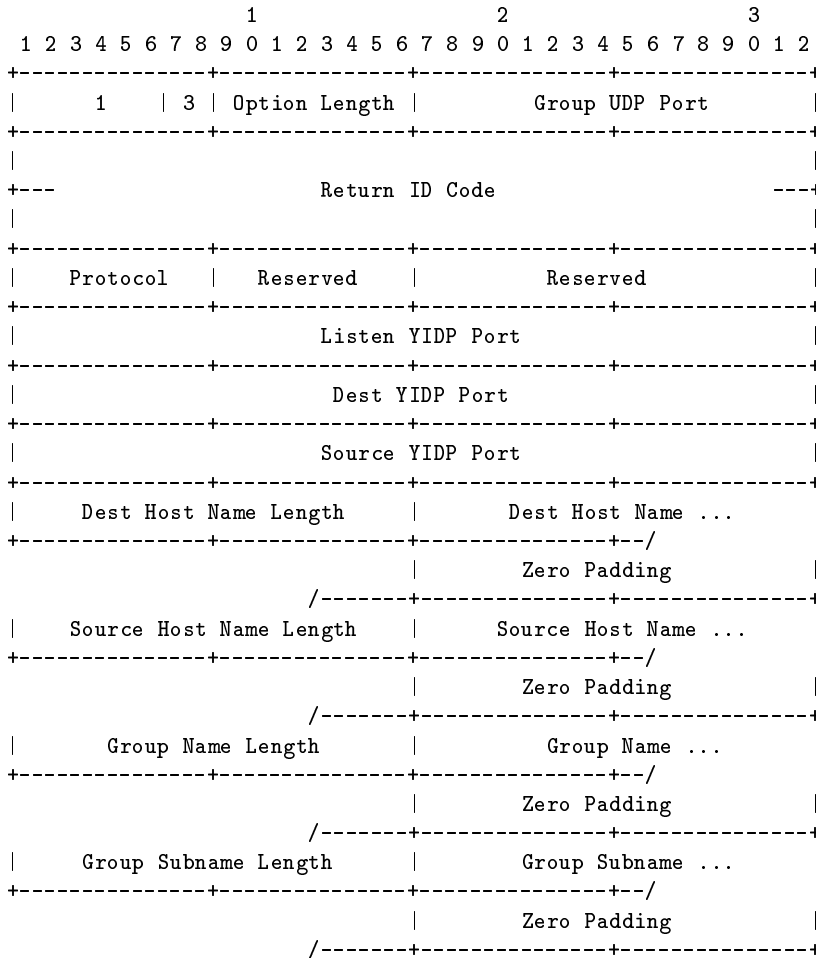 1                   2                   3
 1 2 3 4 5 6 7 8 9 0 1 2 3 4 5 6 7 8 9 0 1 2 3 4 5 6 7 8 9 0 1 2
+---------------+---------------+---------------+---------------+
|      1    | 3 | Option Length |         Group UDP Port        |
+---------------+---------------+---------------+---------------+
|                                                               |
+---                     Return ID Code                      ---+
|                                                               |
+---------------+---------------+---------------+---------------+
|    Protocol   |   Reserved    |          Reserved             |
+---------------+---------------+---------------+---------------+
|                        Listen YIDP Port                       |
+---------------+---------------+---------------+---------------+
|                         Dest YIDP Port                        |
+---------------+---------------+---------------+---------------+
|                        Source YIDP Port                       |
+---------------+---------------+---------------+---------------+
|     Dest Host Name Length     |       Dest Host Name ...
+---------------+---------------+---------------+--/
                                |        Zero Padding           |
                        /-------+---------------+---------------+
|    Source Host Name Length    |      Source Host Name ...
+---------------+---------------+---------------+--/
                                |        Zero Padding           |
                        /-------+---------------+---------------+
|       Group Name Length       |          Group Name ...
+---------------+---------------+---------------+--/
                                |        Zero Padding           |
                        /-------+---------------+---------------+
|     Group Subname Length      |        Group Subname ...
+---------------+---------------+---------------+--/
                                |        Zero Padding           |
                        /-------+---------------+---------------+